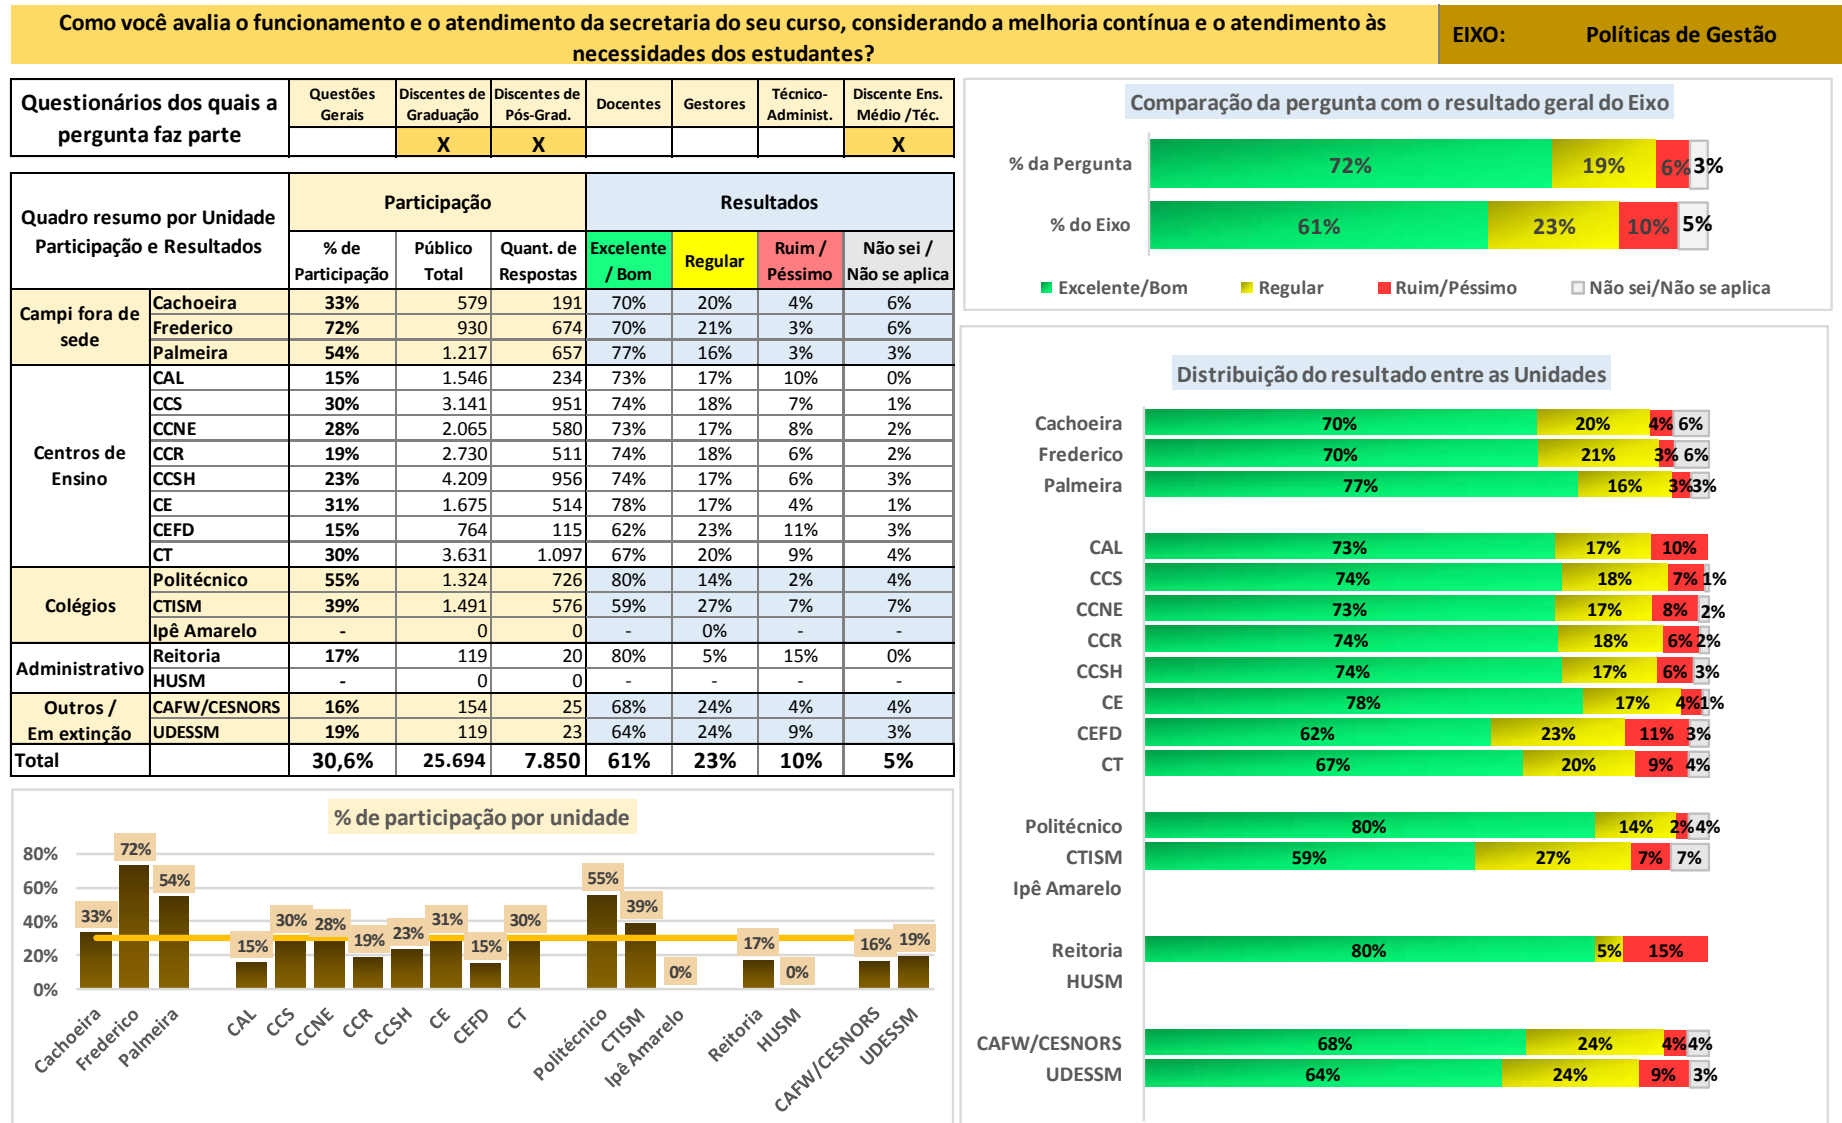 Como você avalia o funcionamento e o atendimento da secretaria do seu curso, considerando a melhoria contínua e o atendimento às
necessidades dos estudantes?
EIXO: Políticas de Gestão
Questionários dos quais a
pergunta faz parte
Questões Gerais | Discentes de Graduação | Discentes de Pós-Grad. | Docentes | Gestores | Técnico-Administ. | Discente Ens. Médio /Téc.
X X X
Quadro resumo por Unidade
Participação e Resultados
Participação Resultados
% de Participação | Público Total | Quant. de Respostas | Excelente / Bom | Regular | Ruim / Péssimo | Não sei / Não se aplica
Campi fora de sede
Cachoeira 33% 579 191 70% 20% 4% 6%
Frederico 72% 930 674 70% 21% 3% 6%
Palmeira 54% 1.217 657 77% 16% 3% 3%
Centros de Ensino
CAL 15% 1.546 234 73% 17% 10% 0%
CCS 30% 3.141 951 74% 18% 7% 1%
CCNE 28% 2.065 580 73% 17% 8% 2%
CCR 19% 2.730 511 74% 18% 6% 2%
CCSH 23% 4.209 956 74% 17% 6% 3%
CE 31% 1.675 514 78% 17% 4% 1%
CEFD 15% 764 115 62% 23% 11% 3%
CT 30% 3.631 1.097 67% 20% 9% 4%
Colégios
Politécnico 55% 1.324 726 80% 14% 2% 4%
CTISM 39% 1.491 576 59% 27% 7% 7%
Ipê Amarelo - 0 0 - 0% - -
Administrativo
Reitoria 17% 119 20 80% 5% 15% 0%
HUSM - 0 0 - - - -
Outros / Em extinção
CAFW/CESNORS 16% 154 25 68% 24% 4% 4%
UDESSM 19% 119 23 64% 24% 9% 3%
Total 30,6% 25.694 7.850 61% 23% 10% 5%
% de participação por unidade
80%
60%
40%
20%
0%
33% 72% 54% 15% 30% 28% 19% 23% 31% 15% 30% 55% 39% 0% 17% 0% 16% 19%
Cachoeira Frederico Palmeira CAL CCS CCNE CCR CCSH CE CEFD CT Politécnico CTISM Ipê Amarelo Reitoria HUSM CAFW/CESNORS UDESSM
Comparação da pergunta com o resultado geral do Eixo
% da Pergunta 72% 19% 6% 3%
% do Eixo 61% 23% 10% 5%
Excelente/Bom Regular Ruim/Péssimo Não sei/Não se aplica
Distribuição do resultado entre as Unidades
Cachoeira 70% 20% 4% 6%
Frederico 70% 21% 3% 6%
Palmeira 77% 16% 3% 3%
CAL 73% 17% 10%
CCS 74% 18% 7% 1%
CCNE 73% 17% 8% 2%
CCR 74% 18% 6% 2%
CCSH 74% 17% 6% 3%
CE 78% 17% 4% 1%
CEFD 62% 23% 11% 3%
CT 67% 20% 9% 4%
Politécnico 80% 14% 2% 4%
CTISM 59% 27% 7% 7%
Ipê Amarelo
Reitoria 80% 5% 15%
HUSM
CAFW/CESNORS 68% 24% 4% 4%
UDESSM 64% 24% 9% 3%